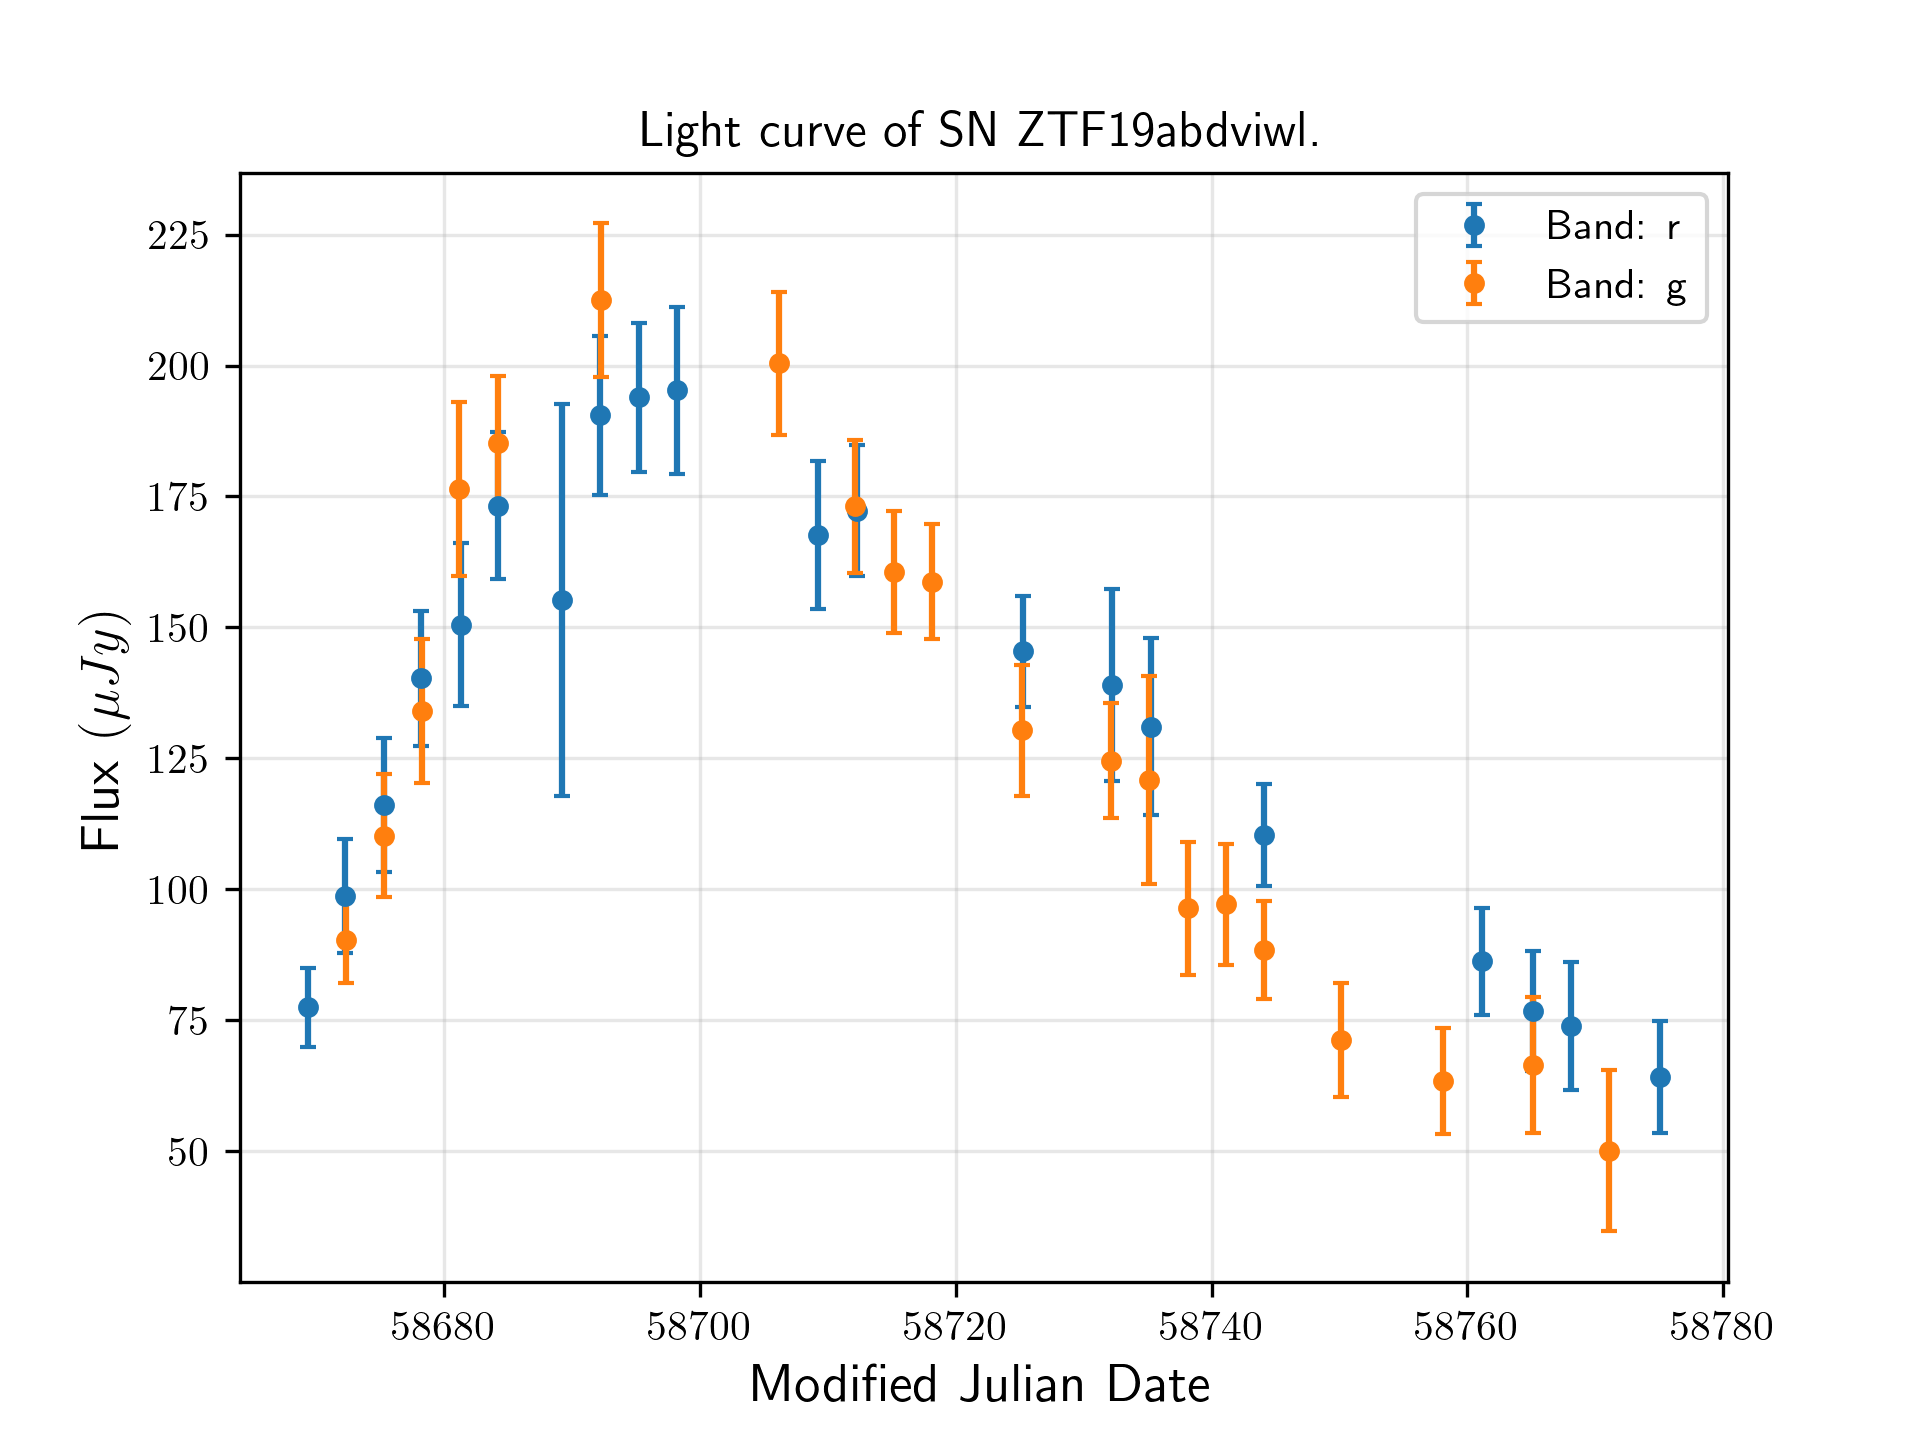 Light curve of SN ZTF19abdviwl.
Band: r
Band: g
225
200
175
150
125
100
75
50
Flux (μJy)
58680 58700 58720 58740 58760 58780
Modified Julian Date